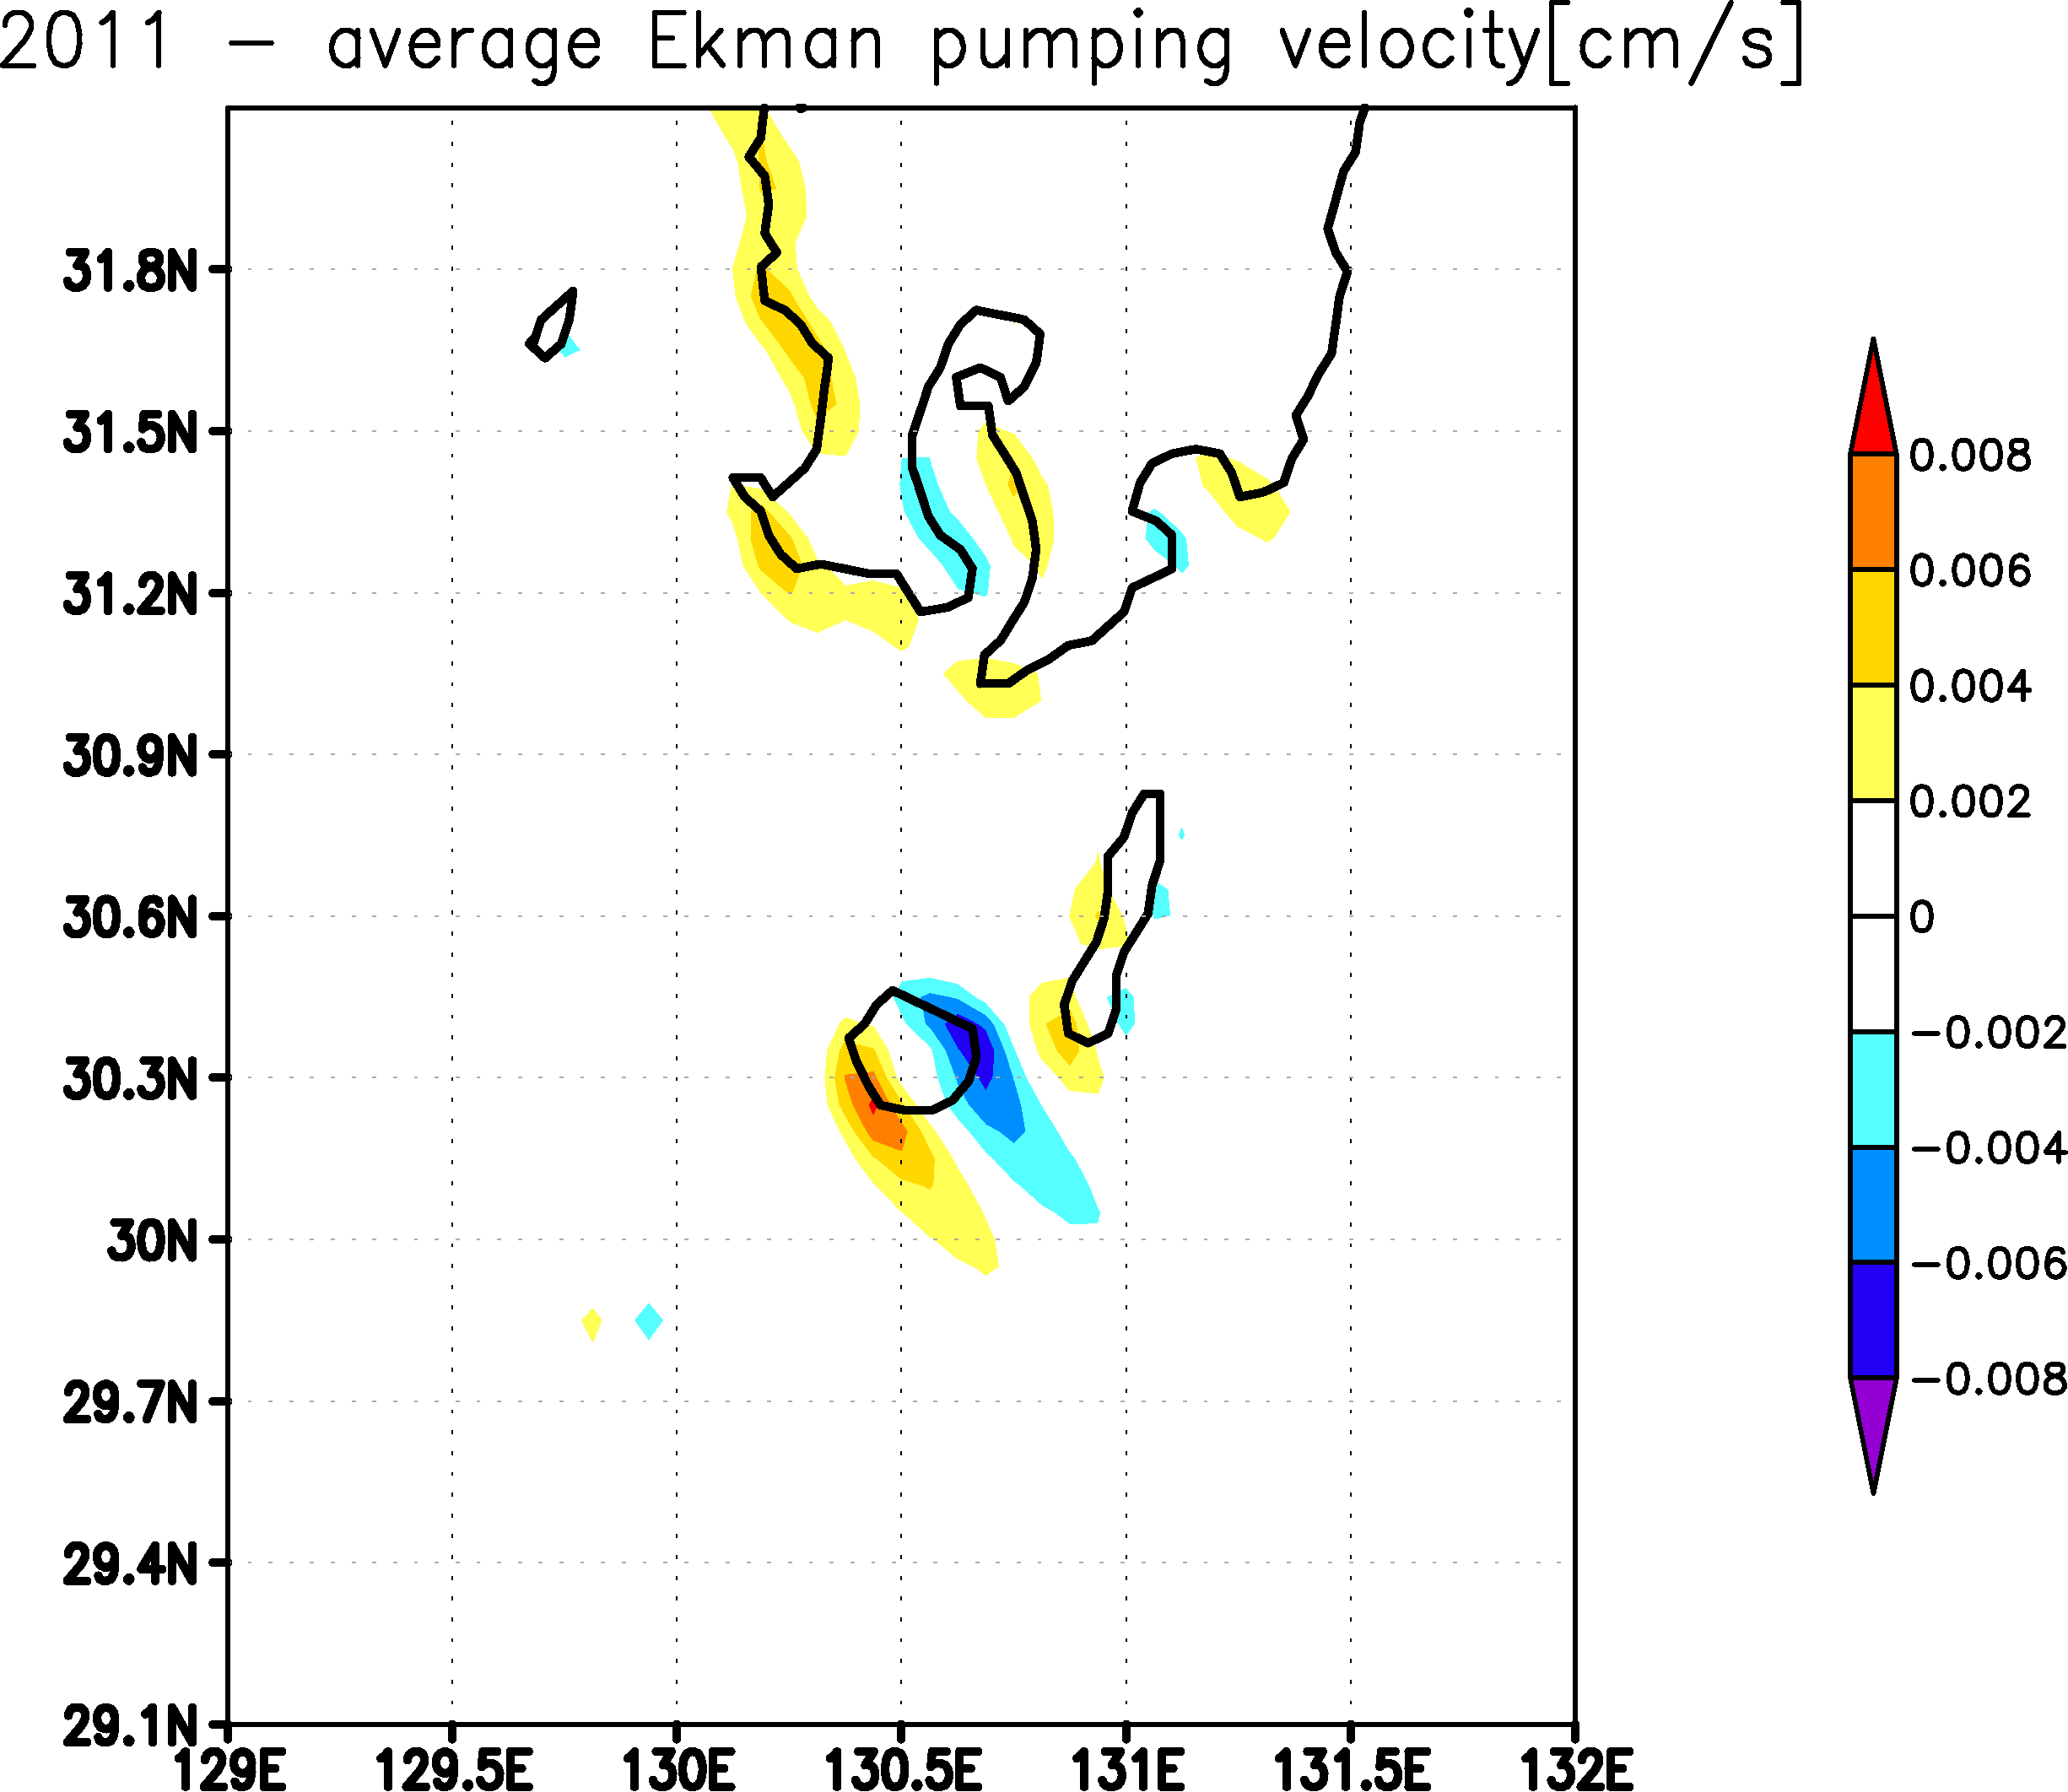 2011 — average Ekman pumping velocity[cm/s]
31.8N
31.5N
31.2N
30.9N
30.6N
30.3N
30N
29.7N
29.4N
29.1N
129E 129.5E 130E 130.5E 131E 131.5E 132E
0.008
0.006
0.004
0.002
0
−0.002
−0.004
−0.006
−0.008